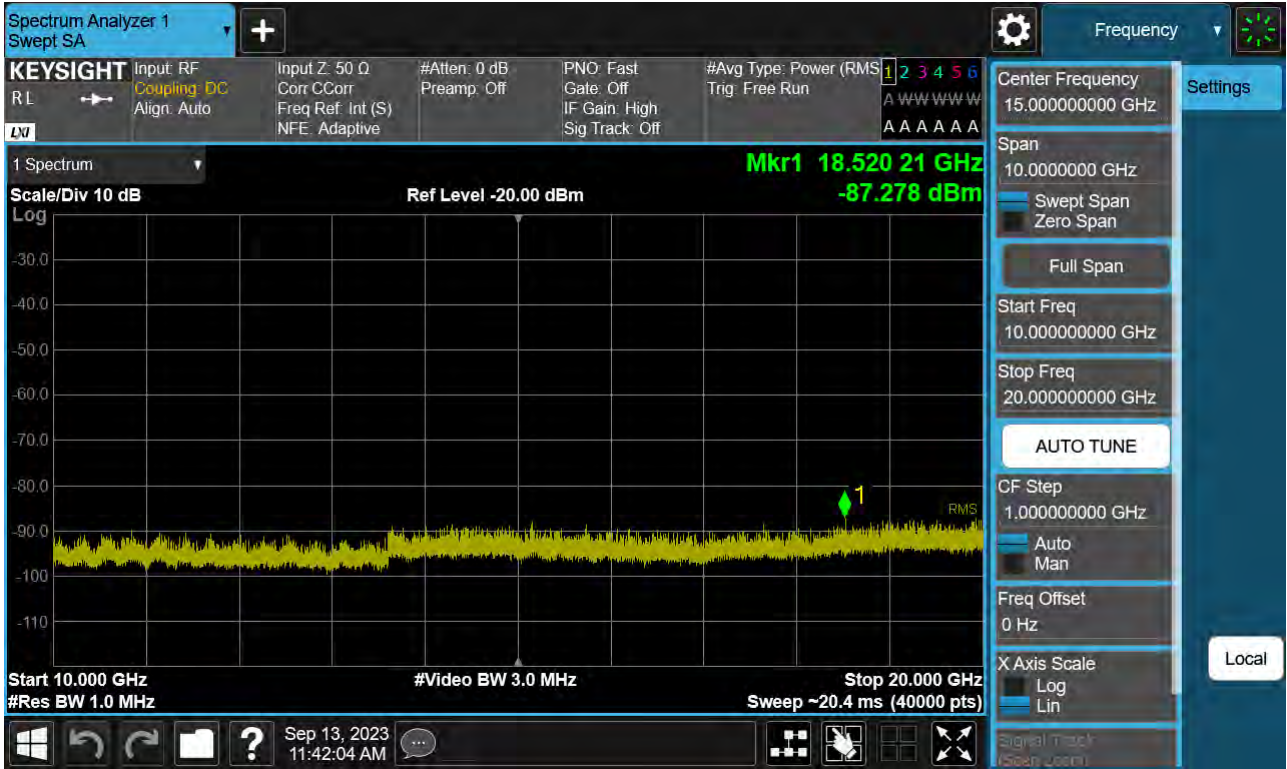 Spectrum Analyzer 1
Swept SA
Frequency
KEYSIGHT
R L
LXI
Input: RF
Coupling: DC
Align: Auto
Input Z: 50 Ω
Corr CCorr
Freq Ref: Int (S)
NFE: Adaptive
#Atten: 0 dB
Preamp: Off
PNO: Fast
Gate: Off
IF Gain: High
Sig Track: Off
#Avg Type: Power (RMS
Trig: Free Run
1 2 3 4 5 6
A W W W W W
A A A A A A
1 Spectrum
Scale/Div 10 dB
Log
Ref Level -20.00 dBm
Mkr1 18.520 21 GHz
-87.278 dBm
-30.0
-40.0
-50.0
-60.0
-70.0
-80.0
-90.0
-100
-110
1
RMS
Start 10.000 GHz
#Res BW 1.0 MHz
#Video BW 3.0 MHz
Stop 20.000 GHz
Sweep ~20.4 ms (40000 pts)
Center Frequency
15.000000000 GHz
Span
10.0000000 GHz
Swept Span
Zero Span
Full Span
Start Freq
10.000000000 GHz
Stop Freq
20.000000000 GHz
AUTO TUNE
CF Step
1.000000000 GHz
Auto
Man
Freq Offset
0 Hz
X Axis Scale
Log
Lin
Signal Track
(Span Zoom)
Settings
Local
?
Sep 13, 2023
11:42:04 AM